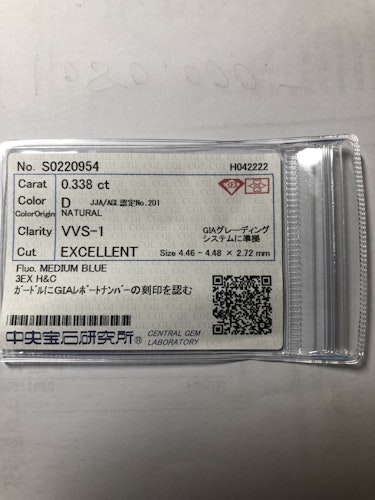 No. S0220954 H042222
Carat 0.338 ct
Color D JJA/AGL認定No.201
ColorOrigin NATURAL
Clarity VVS-1 GIAグレーディング
システムに準拠
Cut EXCELLENT Size 4.46 - 4.48 × 2.72 mm
Fluo. MEDIUM BLUE
3EX H&C
ガードルにGIAレポートナンバーの刻印を認む
中央宝石研究所® CENTRAL GEM
LABORATORY